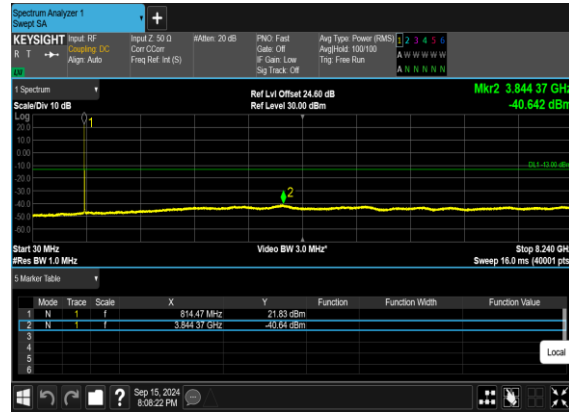 Spectrum Analyzer 1
Swept SA
+
KEYSIGHT Input: RF Input Z: 50 Ω #Atten: 20 dB PNO: Fast Avg Type: Power (RMS) 1 2 3 4 5 6
R T Coupling: DC Corr CCorr Gate: Off Avg|Hold: 100/100 A W W W W W
Align: Auto Freq Ref: Int (S) IF Gain: Low Trig: Free Run
Sig Track: Off A N N N N N
1 Spectrum
Ref Lvl Offset 24.60 dB Mkr2 3.844 37 GHz
Scale/Div 10 dB Ref Level 30.00 dBm -40.642 dBm
Log
20.0
1
10.0
0.00
-10.0
DL1 -13.00 dBm
-20.0
-30.0
-40.0
2
-50.0
-60.0
Start 30 MHz Video BW 3.0 MHz* Stop 8.240 GHz
#Res BW 1.0 MHz Sweep 16.0 ms (40001 pts
5 Marker Table
Mode Trace Scale X Y Function Function Width Function Value
1 N 1 f 814.47 MHz 21.83 dBm
2 N 1 f 3.844 37 GHz -40.64 dBm
3
4
5
6
Local
? Sep 15, 2024
8:08:22 PM